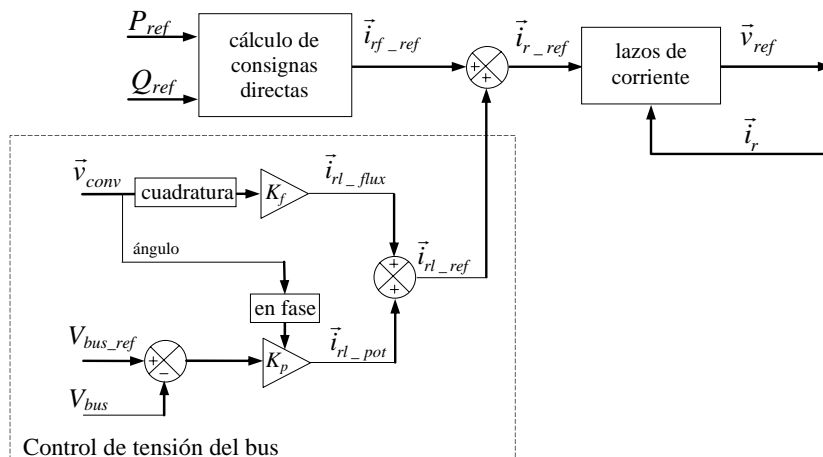 P_ref
cálculo de
consignas
directas
i_rf_ref
i_r_ref
lazos de
corriente
v_ref
Q_ref
+
+
i_r
v_conv
cuadratura
K_f
i_rl_flux
ángulo
+
+
i_rl_ref
en fase
V_bus_ref
+
−
K_p
i_rl_pot
V_bus
Control de tensión del bus